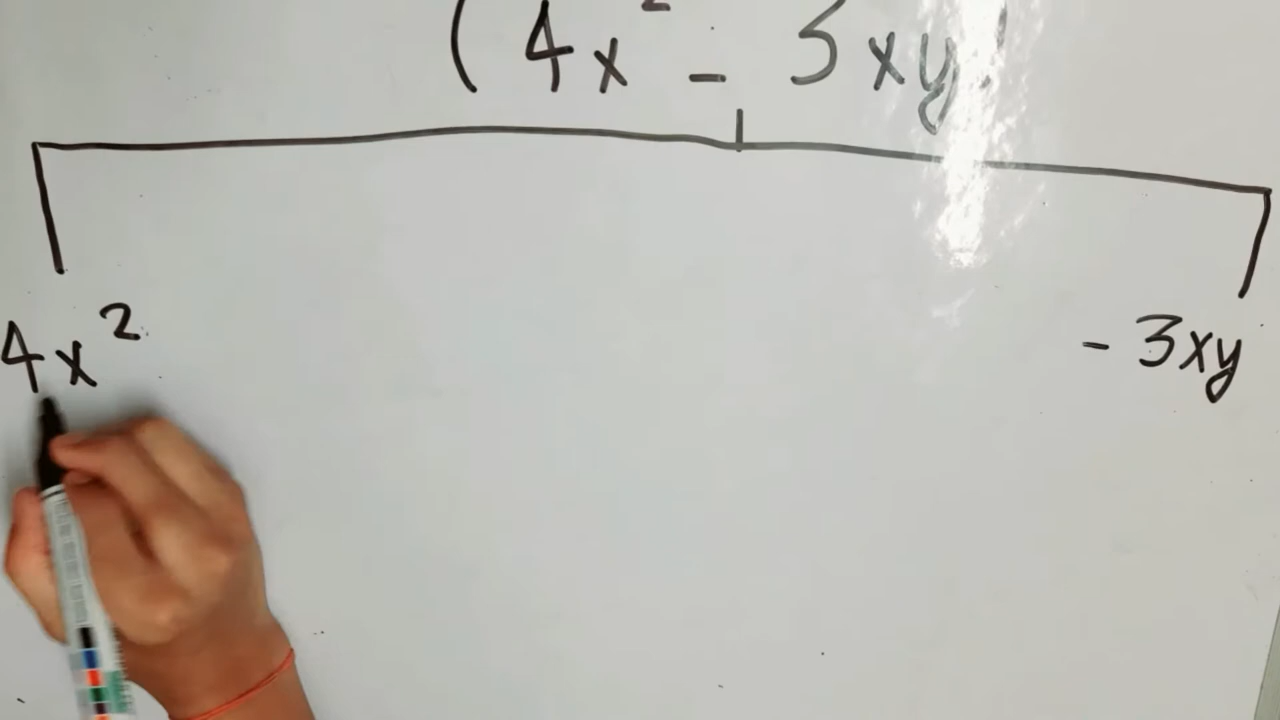 ( 4x² - 3xy )
4x² - 3xy